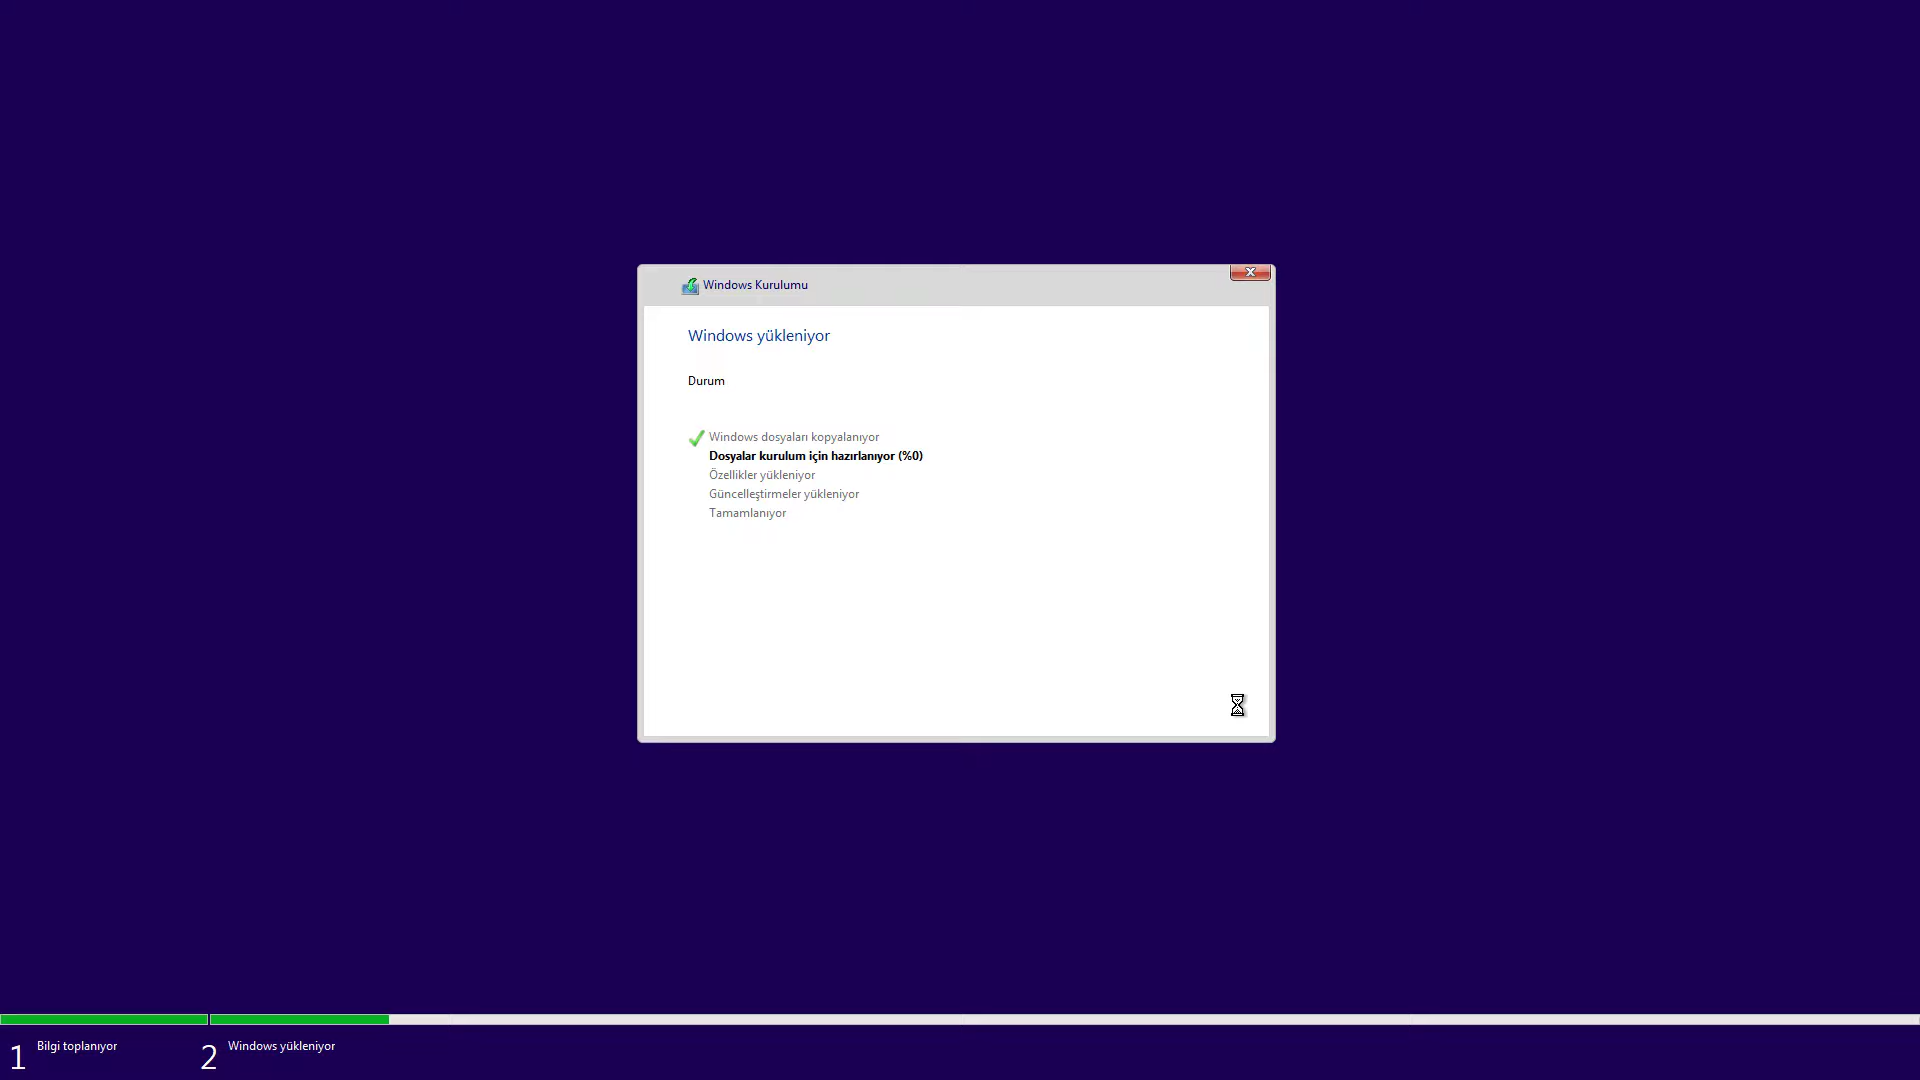 Windows Kurulumu
Windows yükleniyor
Durum
Windows dosyaları kopyalanıyor
Dosyalar kurulum için hazırlanıyor (%0)
Özellikler yükleniyor
Güncelleştirmeler yükleniyor
Tamamlanıyor
1 Bilgi toplanıyor
2 Windows yükleniyor